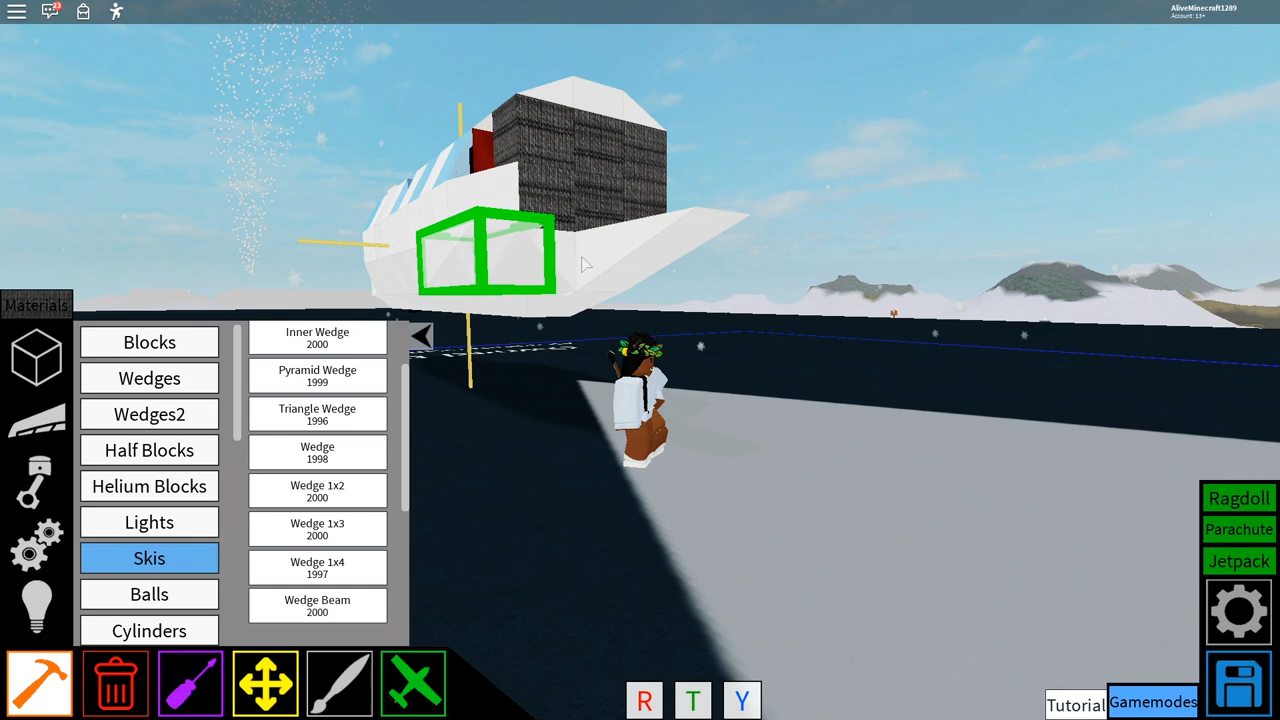 23
AliveMinecraft1289
Account: 13+
Materials
Blocks
Wedges
Wedges2
Half Blocks
Helium Blocks
Lights
Skis
Balls
Cylinders
Inner Wedge
2000
Pyramid Wedge
1999
Triangle Wedge
1996
Wedge
1998
Wedge 1x2
2000
Wedge 1x3
2000
Wedge 1x4
1997
Wedge Beam
2000
Ragdoll
Parachute
Jetpack
R T Y
Tutorial
Gamemodes